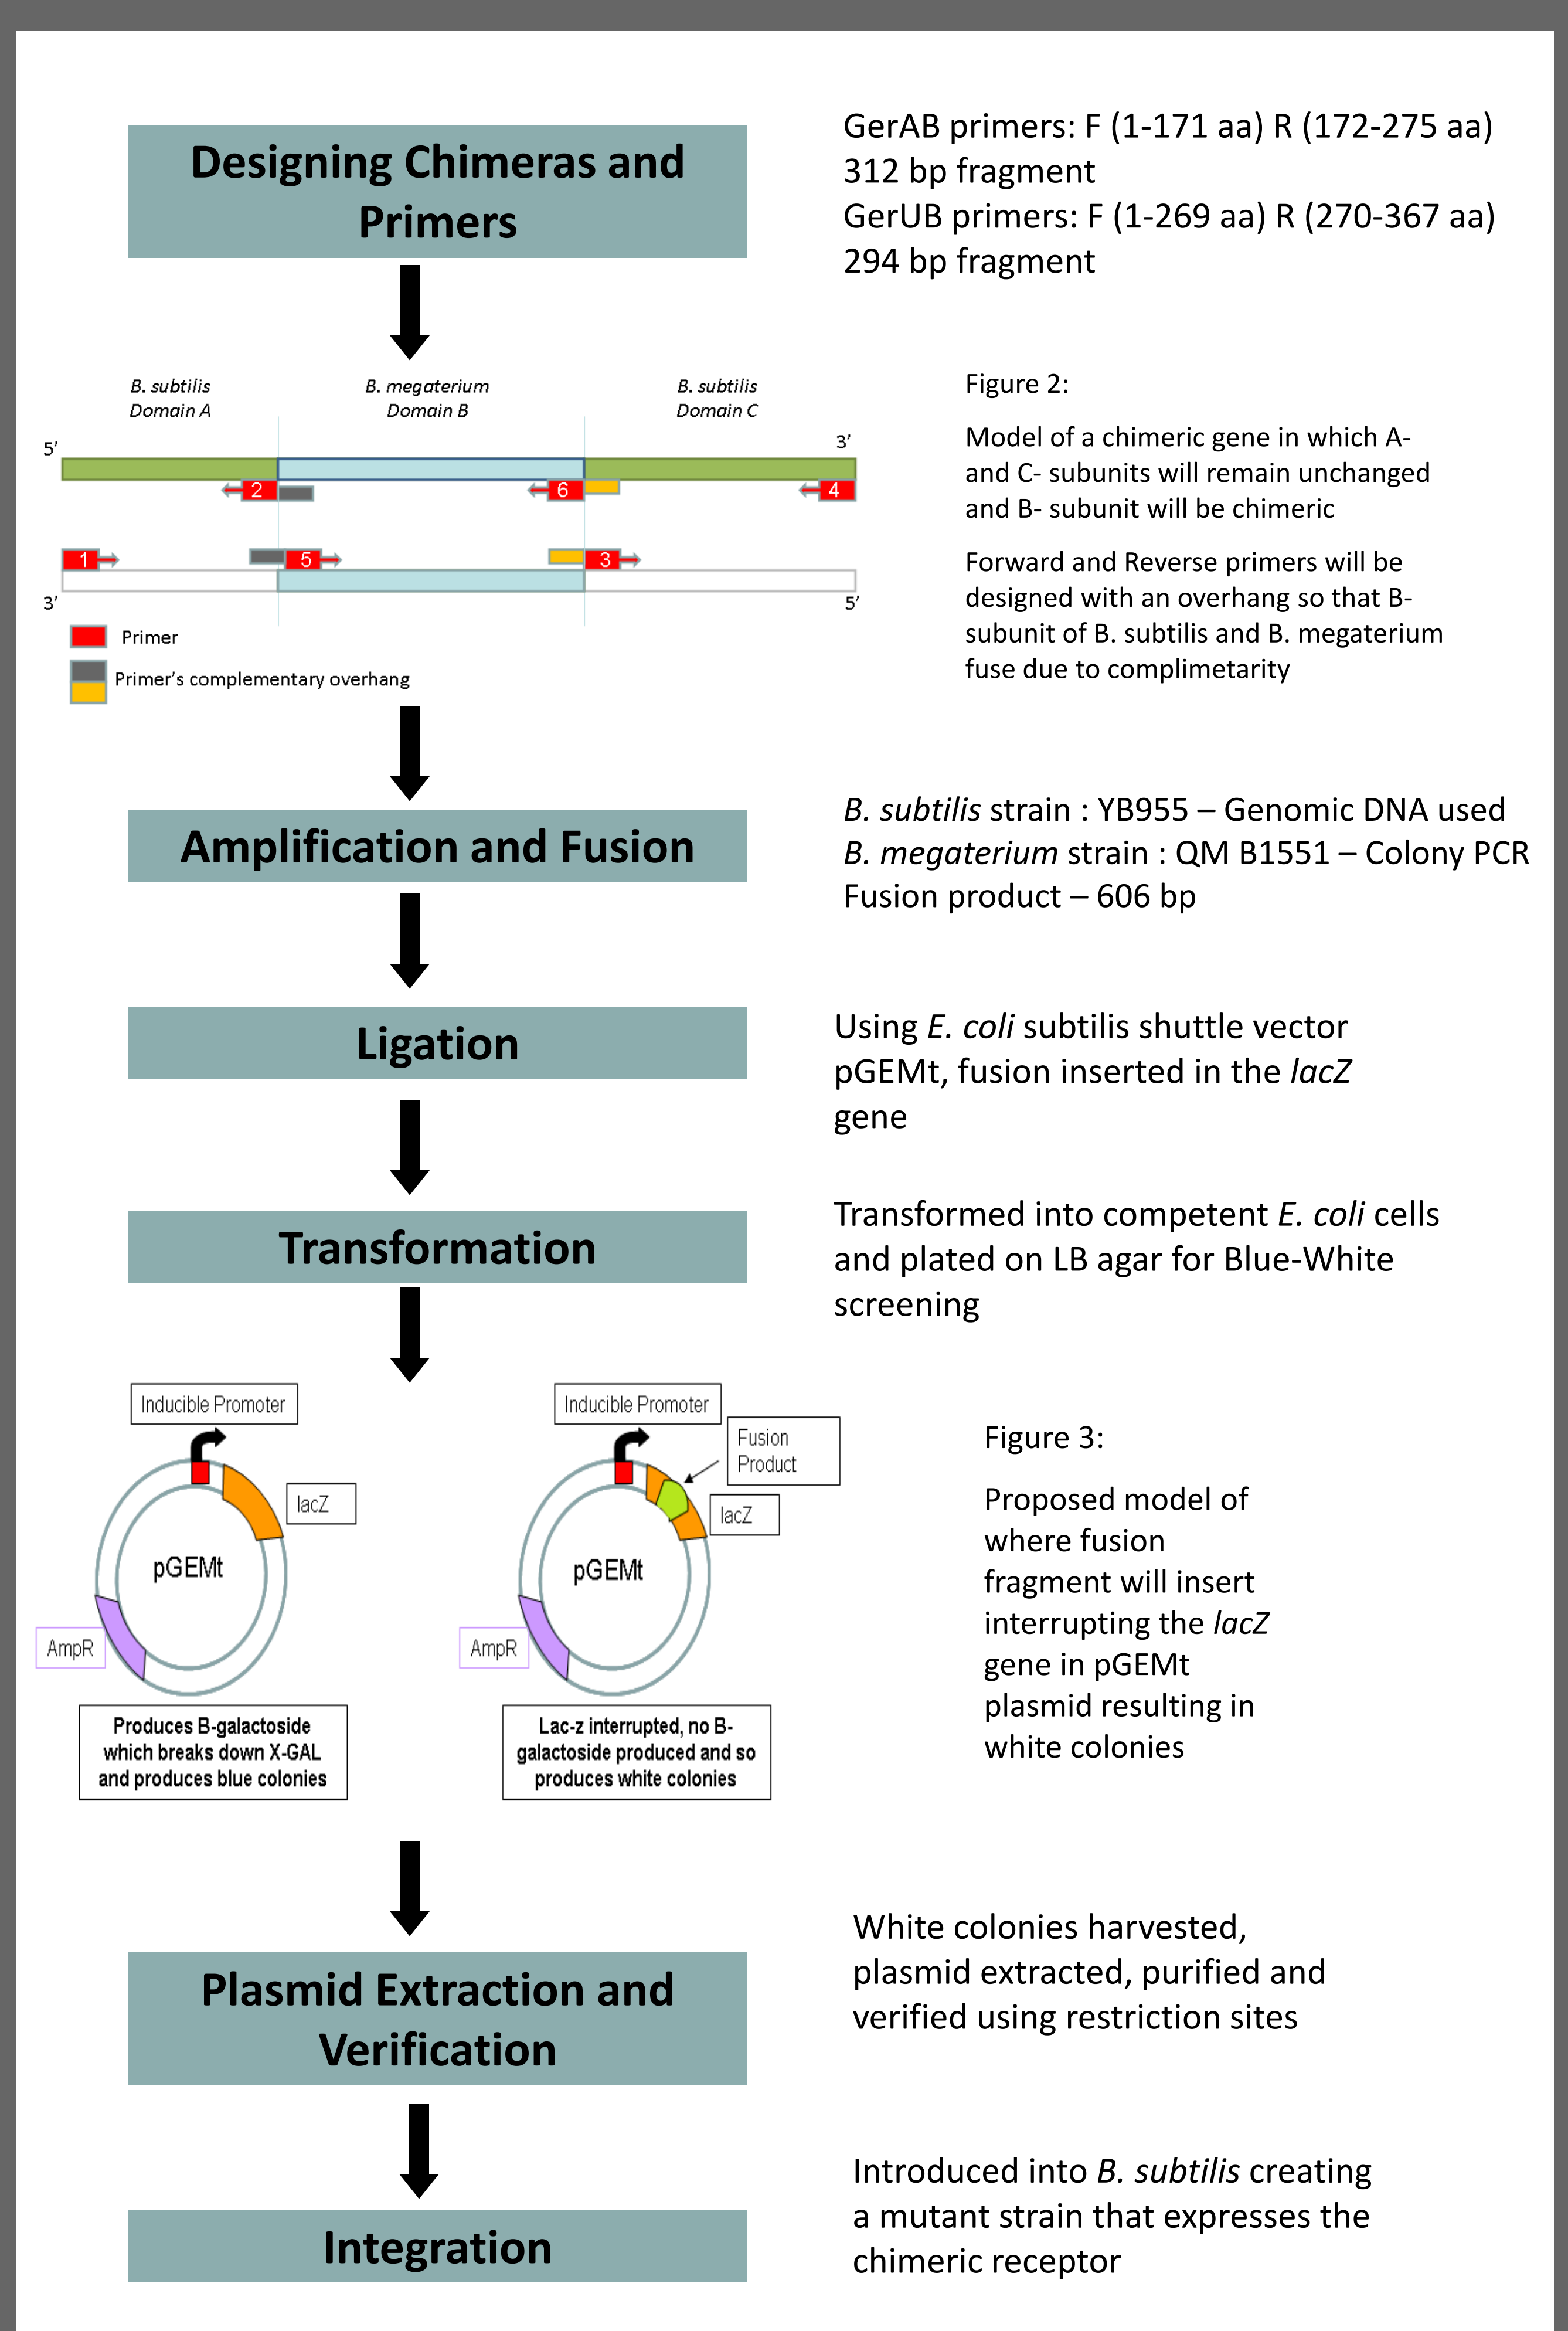 Designing Chimeras and
Primers
GerAB primers: F (1-171 aa) R (172-275 aa)
312 bp fragment
GerUB primers: F (1-269 aa) R (270-367 aa)
294 bp fragment
B. subtilis
Domain A
B. megaterium
Domain B
B. subtilis
Domain C
5’
3’
2
6
4
1
5
3
3’
5’
Primer
Primer’s complementary overhang
Figure 2:
Model of a chimeric gene in which A-
and C- subunits will remain unchanged
and B- subunit will be chimeric
Forward and Reverse primers will be
designed with an overhang so that B-
subunit of B. subtilis and B. megaterium
fuse due to complimetarity
Amplification and Fusion
B. subtilis strain : YB955 – Genomic DNA used
B. megaterium strain : QM B1551 – Colony PCR
Fusion product – 606 bp
Ligation
Using E. coli subtilis shuttle vector
pGEMt, fusion inserted in the lacZ
gene
Transformation
Transformed into competent E. coli cells
and plated on LB agar for Blue-White
screening
Inducible Promoter
lacZ
pGEMt
AmpR
Produces B-galactoside
which breaks down X-GAL
and produces blue colonies
Inducible Promoter
Fusion
Product
lacZ
pGEMt
AmpR
Lac-z interrupted, no B-
galactoside produced and so
produces white colonies
Figure 3:
Proposed model of
where fusion
fragment will insert
interrupting the lacZ
gene in pGEMt
plasmid resulting in
white colonies
Plasmid Extraction and
Verification
White colonies harvested,
plasmid extracted, purified and
verified using restriction sites
Integration
Introduced into B. subtilis creating
a mutant strain that expresses the
chimeric receptor